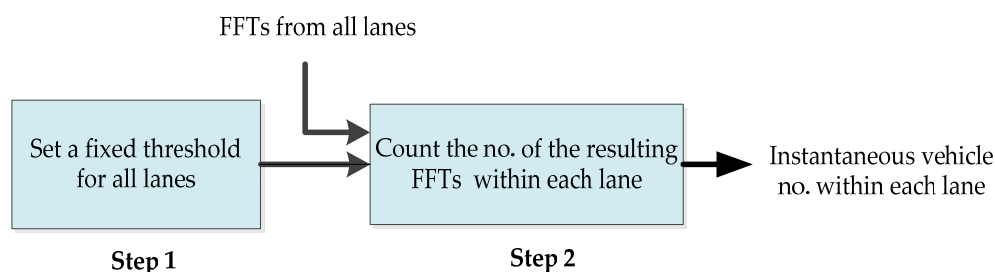 FFTs from all lanes
Set a fixed threshold
for all lanes
Count the no. of the resulting
FFTs within each lane
Instantaneous vehicle
no. within each lane
Step 1
Step 2